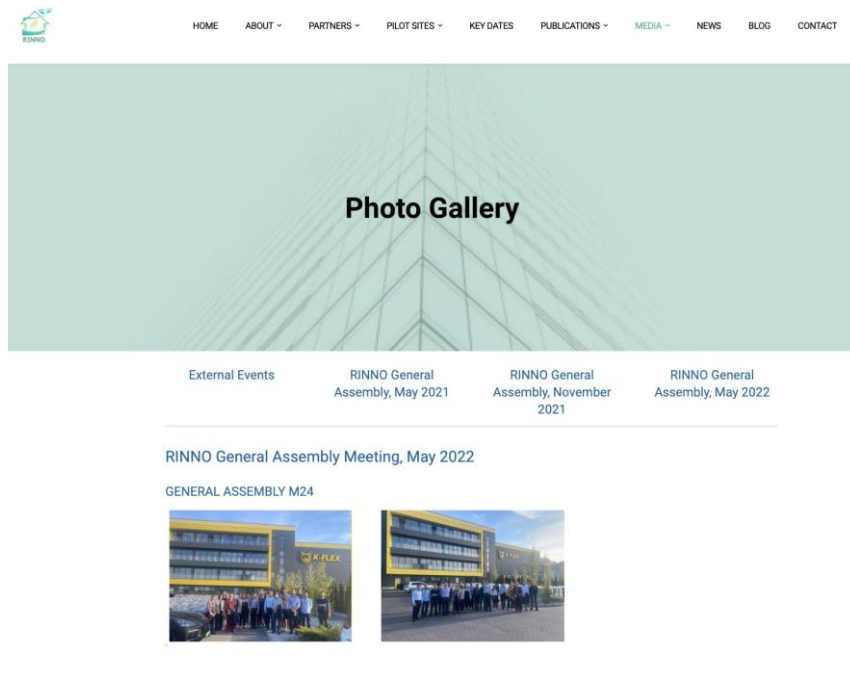 RINNO
HOME ABOUT PARTNERS PILOT SITES KEY DATES PUBLICATIONS MEDIA NEWS BLOG CONTACT
Photo Gallery
External Events
RINNO General
Assembly, May 2021
RINNO General
Assembly, November
2021
RINNO General
Assembly, May 2022
RINNO General Assembly Meeting, May 2022
GENERAL ASSEMBLY M24
K-FLEX
K-FLEX